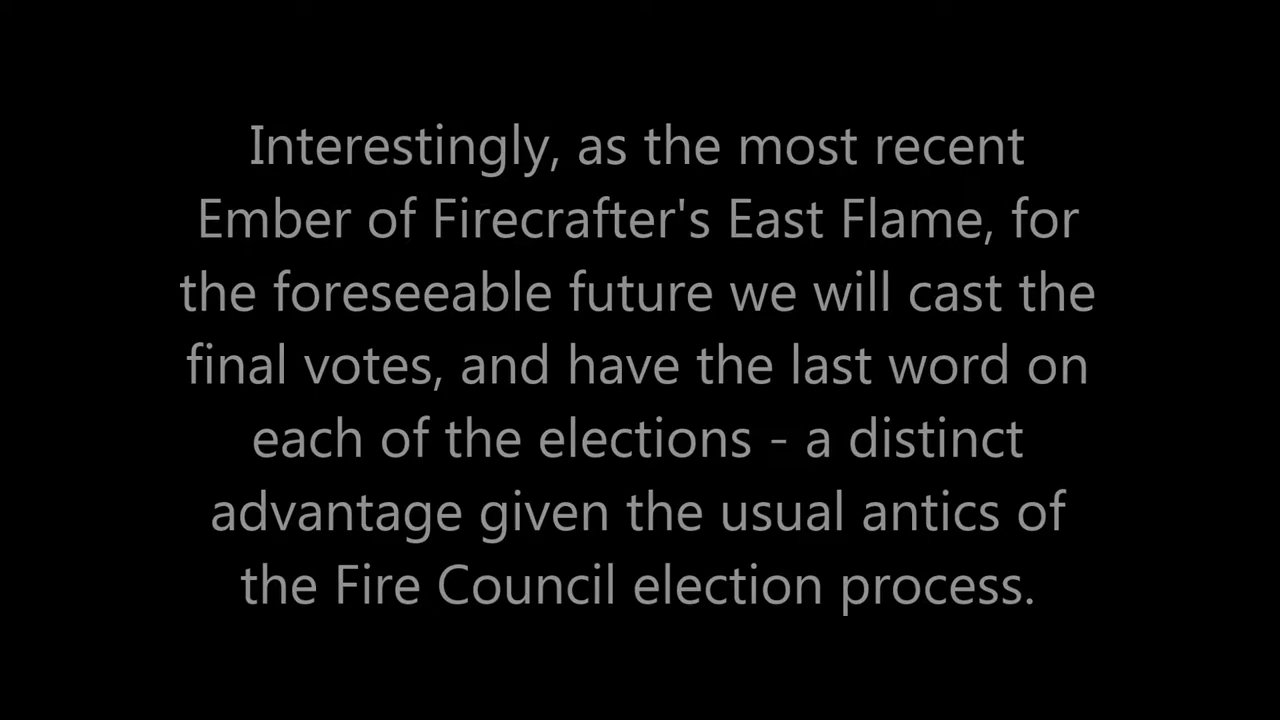 Interestingly, as the most recent
Ember of Firecrafter's East Flame, for
the foreseeable future we will cast the
final votes, and have the last word on
each of the elections - a distinct
advantage given the usual antics of
the Fire Council election process.